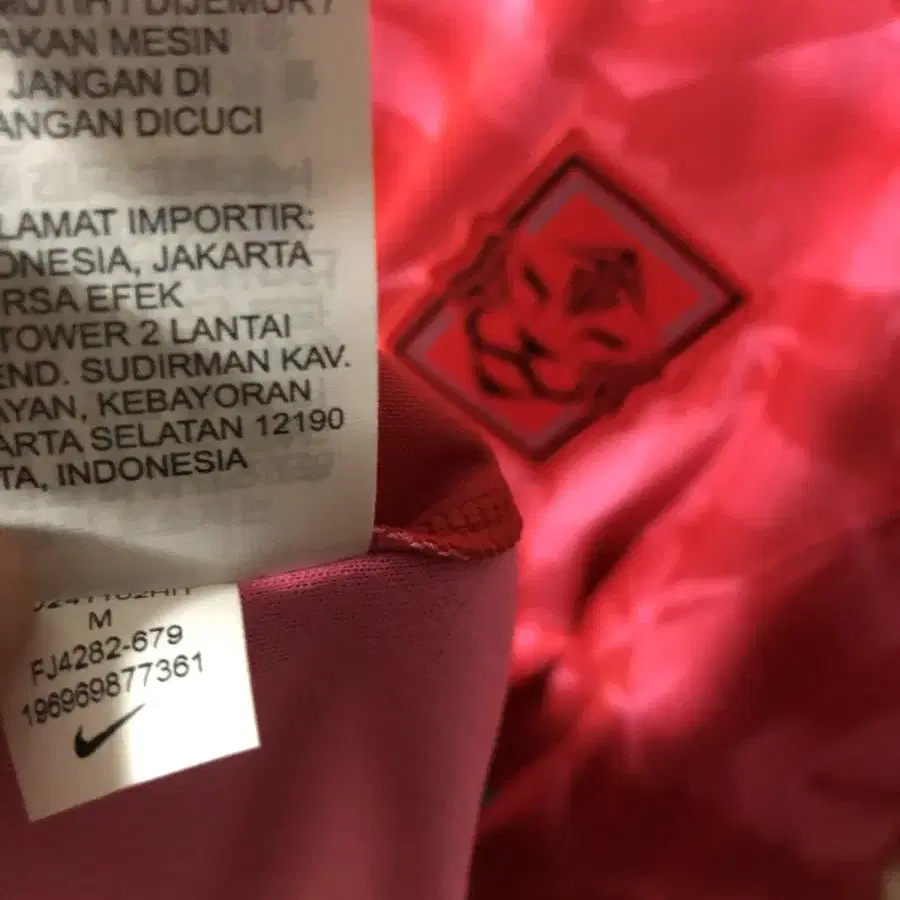 DIJEMUR /
AKAN MESIN
JANGAN DI
ANGAN DICUCI
LAMAT IMPORTIR:
ONESIA, JAKARTA
RSA EFEK
TOWER 2 LANTAI
END. SUDIRMAN KAV.
AYAN, KEBAYORAN
ARTA SELATAN 12190
TA, INDONESIA
M
FJ4282-679
196969877361